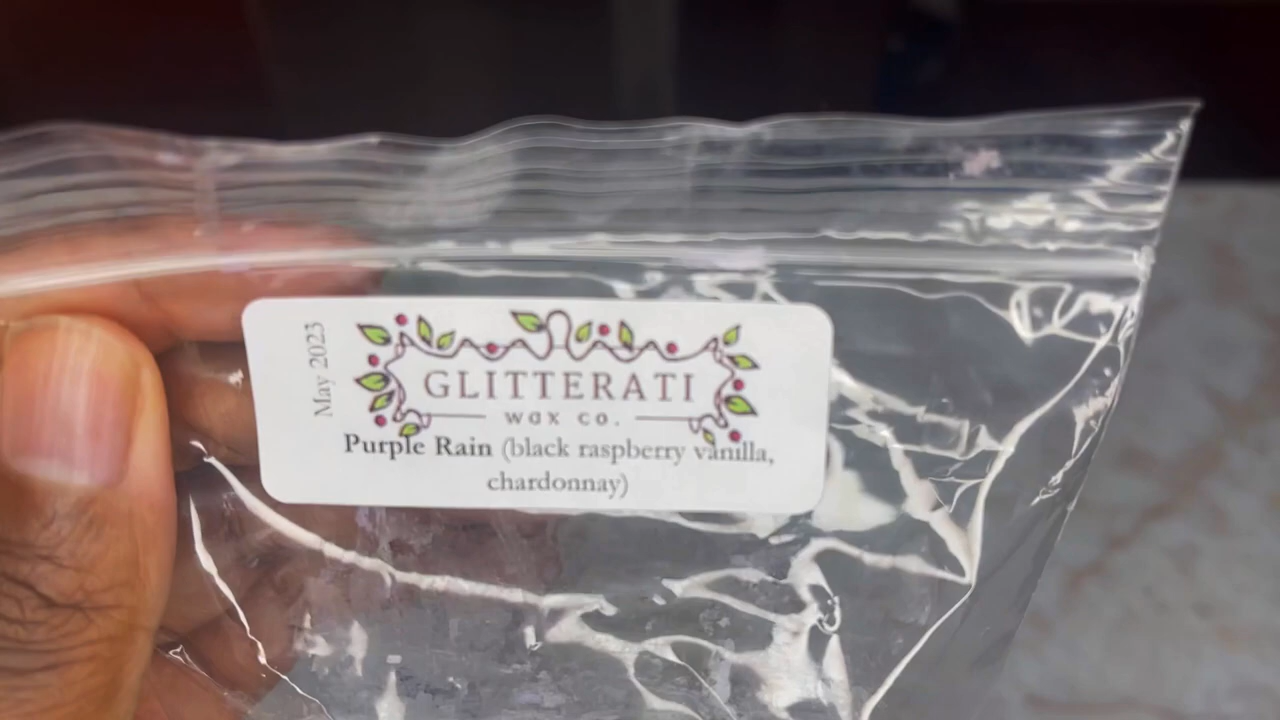 May 2023
GLITTERATI
wax co.
Purple Rain (black raspberry vanilla,
chardonnay)